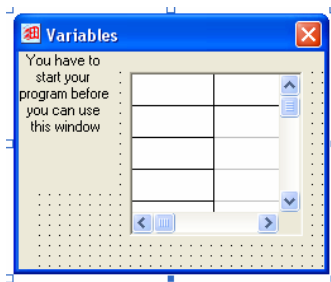 Variables
You have to
start your
program before
you can use
this window